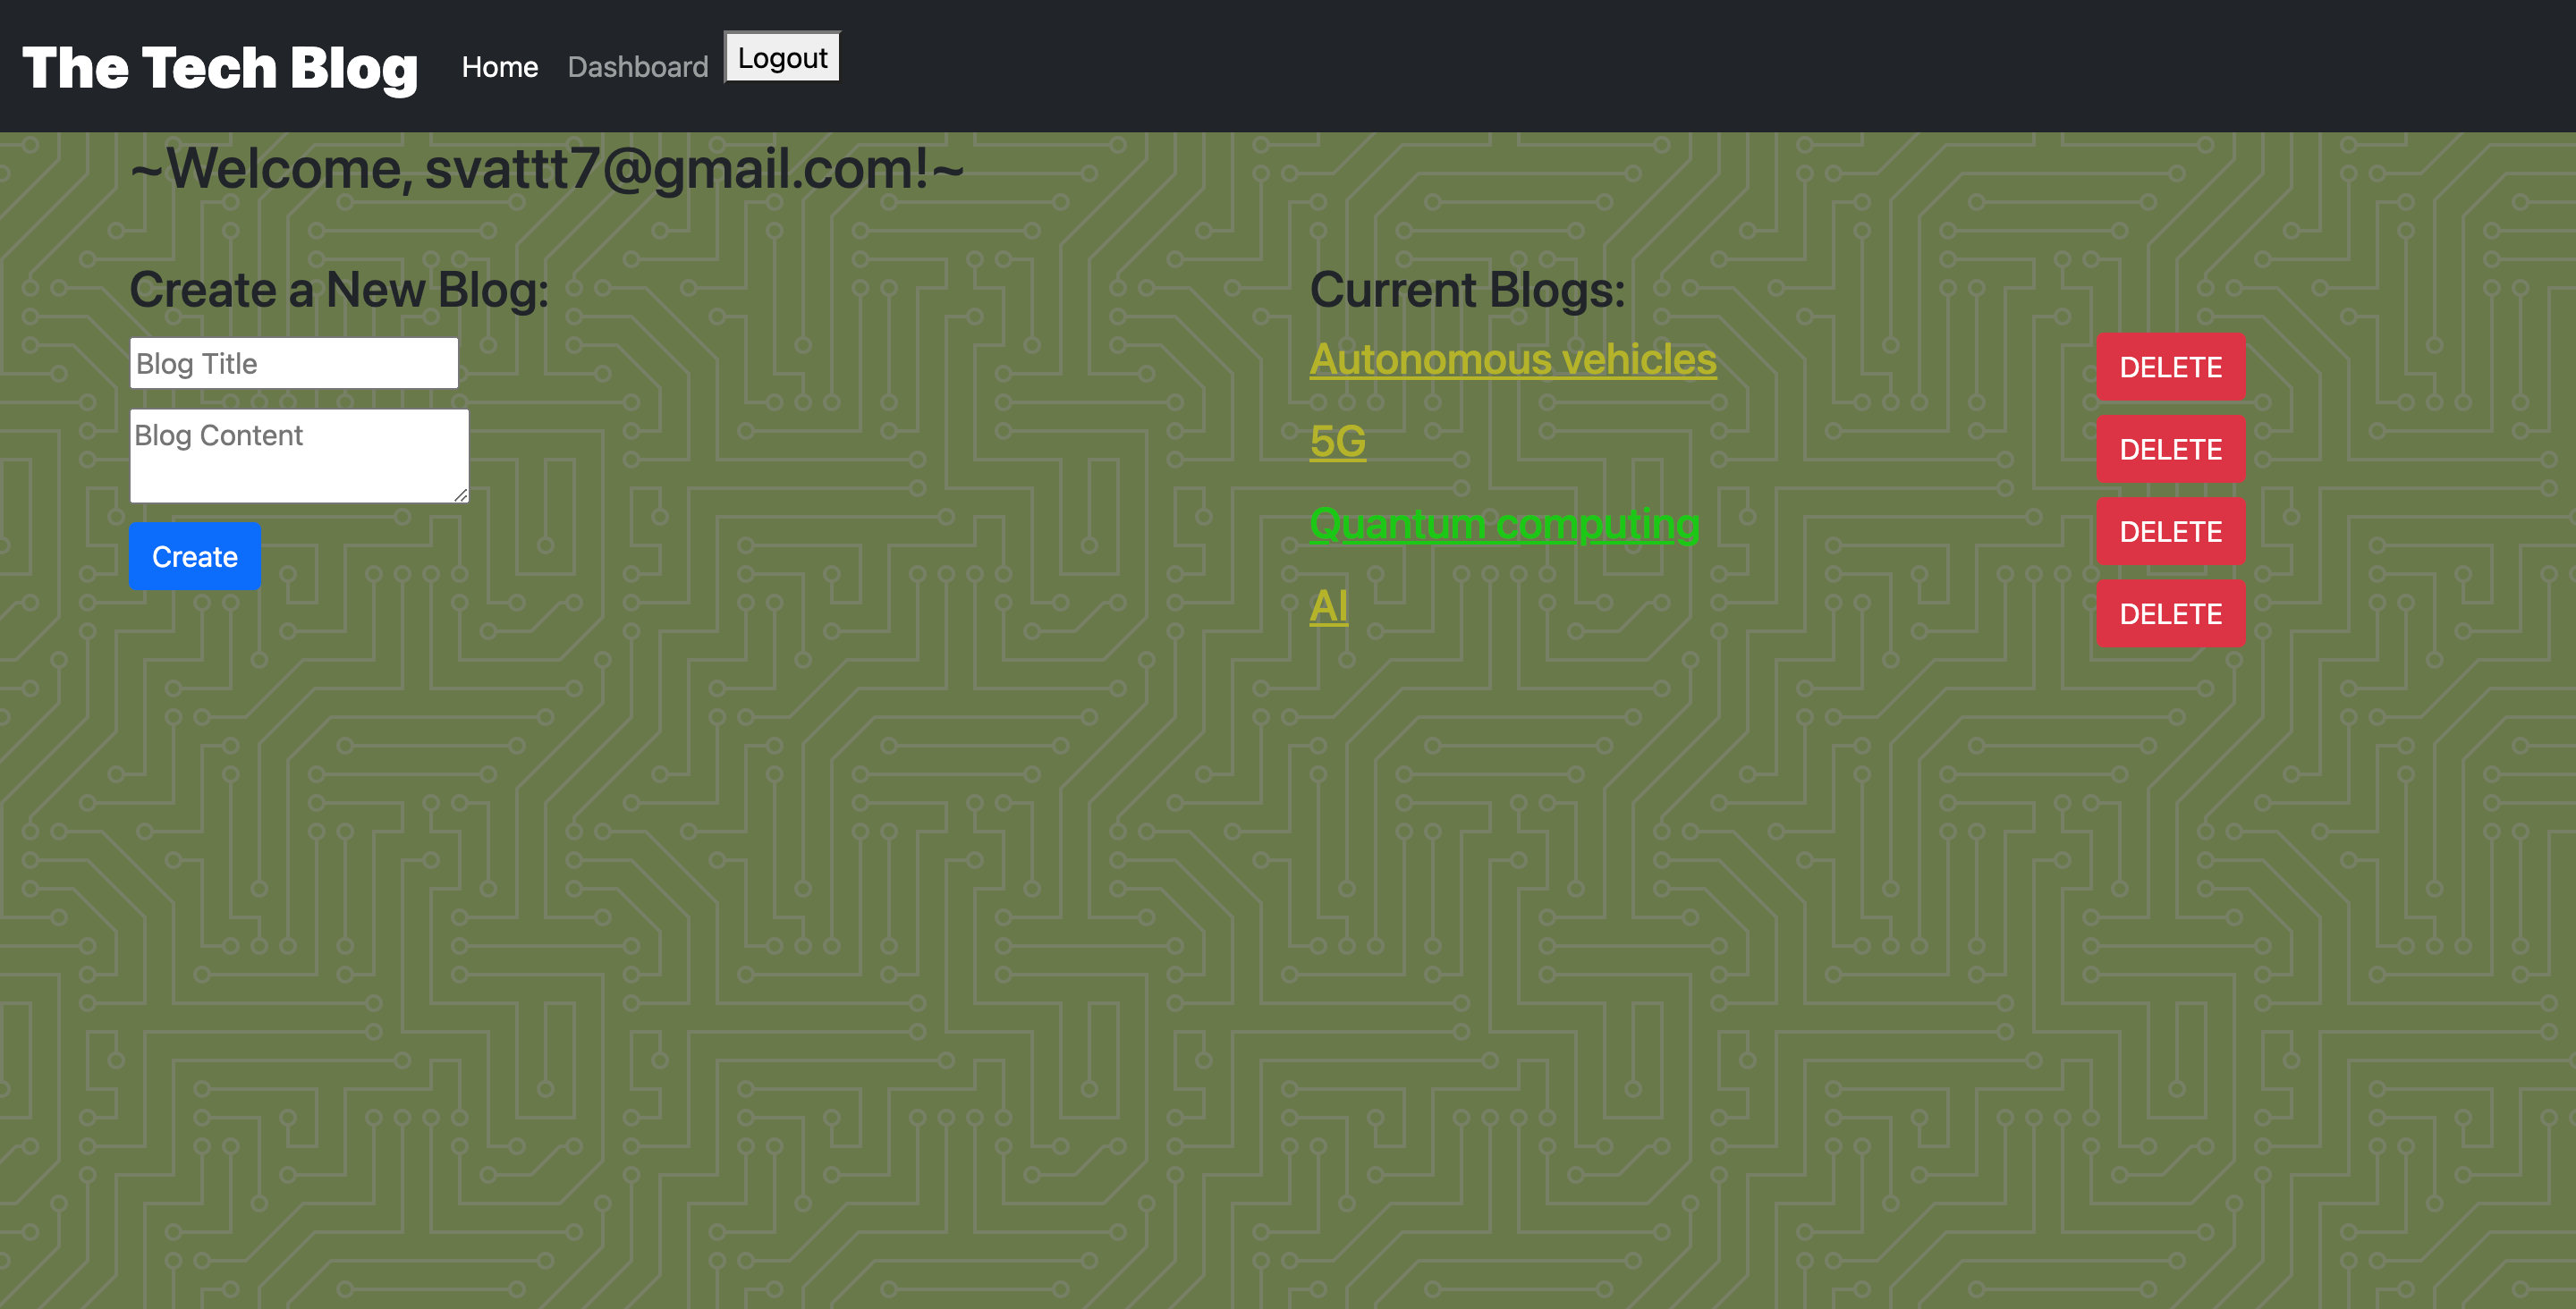 The Tech Blog Home Dashboard Logout
~Welcome, svattt7@gmail.com!~
Create a New Blog:
Blog Title
Blog Content
Create
Current Blogs:
Autonomous vehicles DELETE
5G DELETE
Quantum computing DELETE
AI DELETE